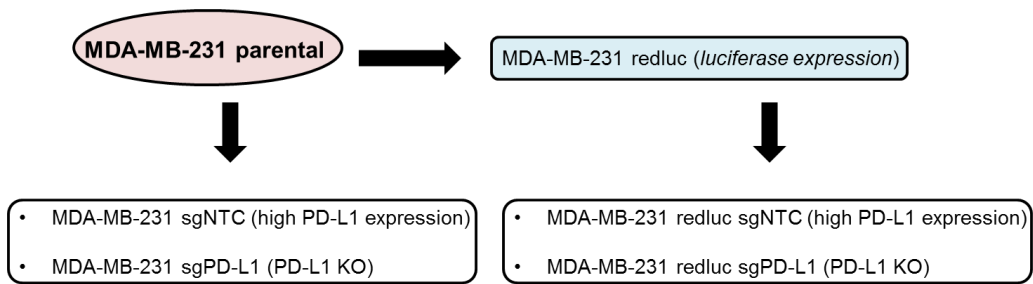 MDA-MB-231 parental
MDA-MB-231 redluc (luciferase expression)
• MDA-MB-231 sgNTC (high PD-L1 expression)
• MDA-MB-231 sgPD-L1 (PD-L1 KO)
• MDA-MB-231 redluc sgNTC (high PD-L1 expression)
• MDA-MB-231 redluc sgPD-L1 (PD-L1 KO)